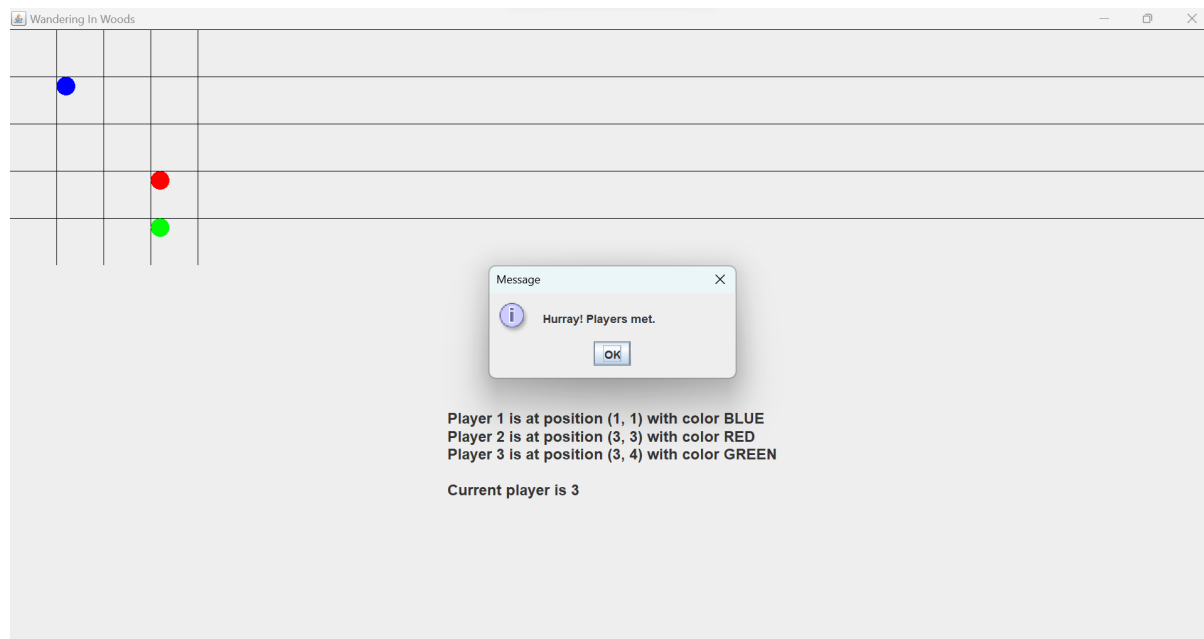 Wandering In Woods
Message
Hurray! Players met.
OK
Player 1 is at position (1, 1) with color BLUE
Player 2 is at position (3, 3) with color RED
Player 3 is at position (3, 4) with color GREEN
Current player is 3